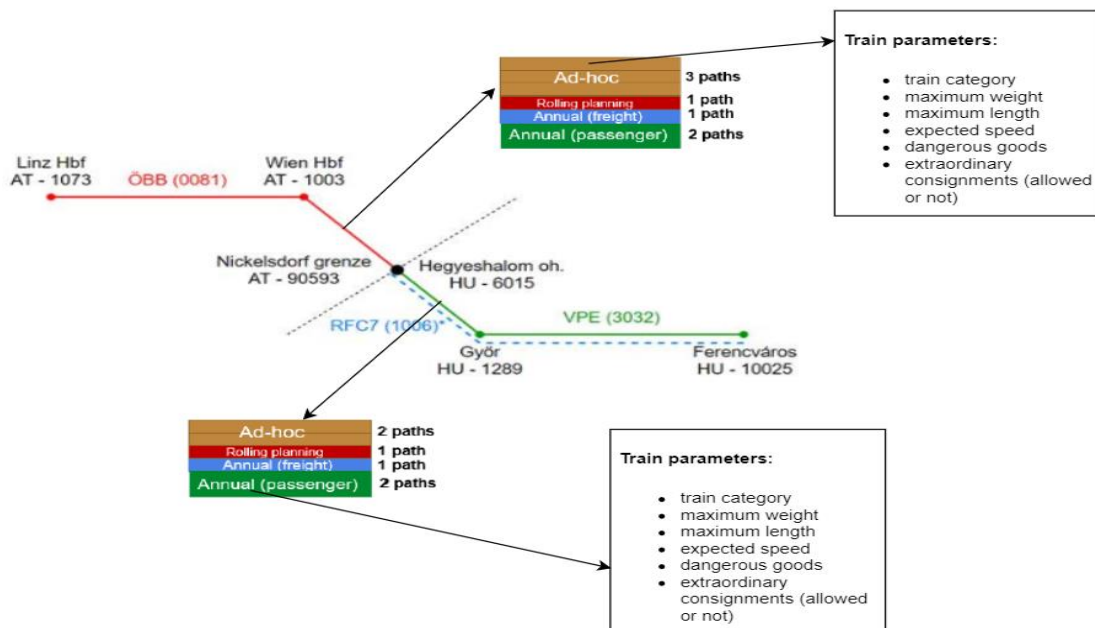 Train parameters:
• train category
• maximum weight
• maximum length
• expected speed
• dangerous goods
• extraordinary
consignments (allowed
or not)
Ad-hoc 3 paths
Rolling planning 1 path
Annual (freight) 1 path
Annual (passenger) 2 paths
Linz Hbf
AT - 1073
ÖBB (0081)
Wien Hbf
AT - 1003
Nickelsdorf grenze
AT - 90593
Hegyeshalom oh.
HU - 6015
RFC7 (1006)*
VPE (3032)
Győr
HU - 1289
Ferencváros
HU - 10025
Ad-hoc 2 paths
Rolling planning 1 path
Annual (freight) 1 path
Annual (passenger) 2 paths
Train parameters:
• train category
• maximum weight
• maximum length
• expected speed
• dangerous goods
• extraordinary
consignments (allowed
or not)